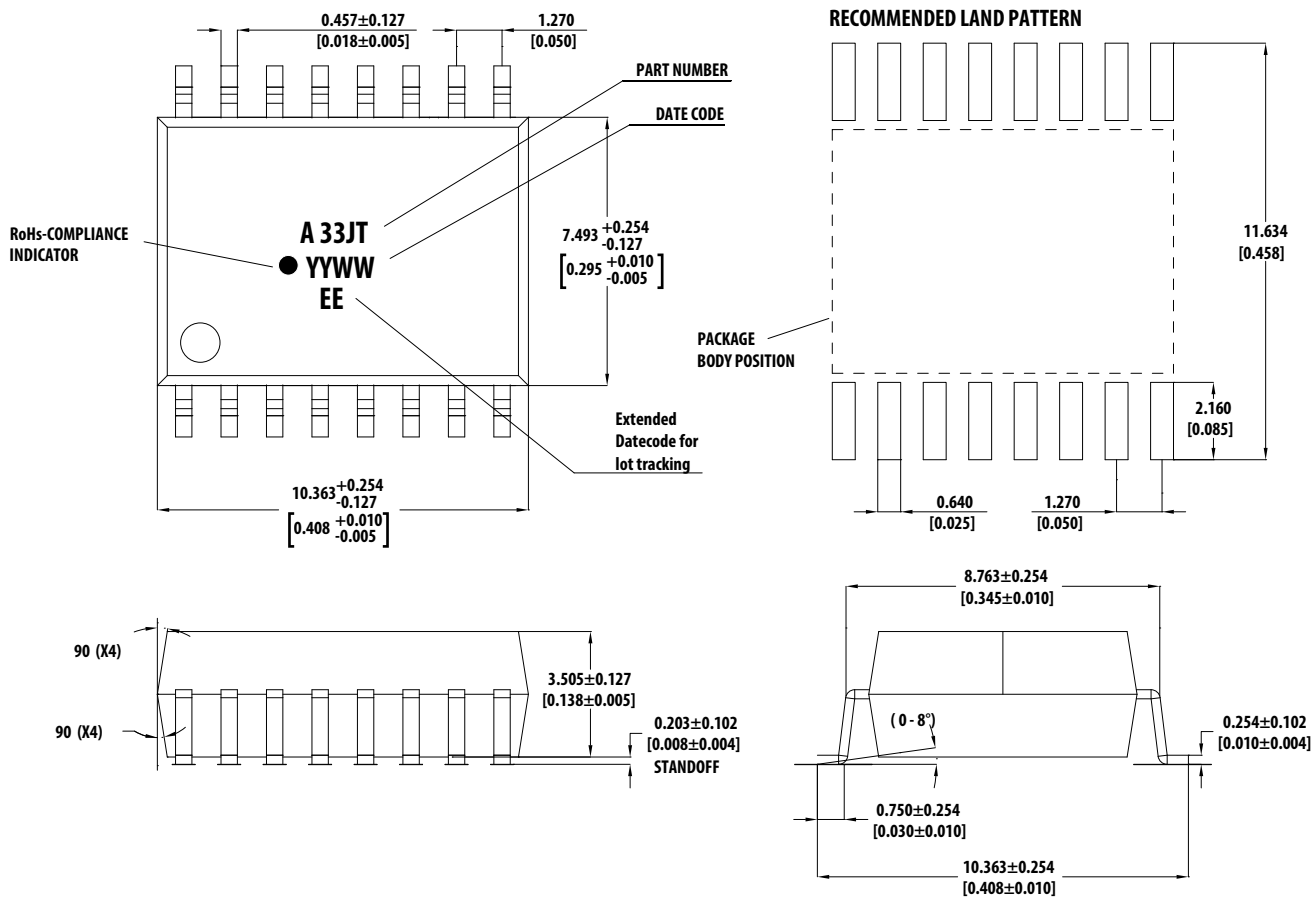 0.457±0.127
[0.018±0.005]
1.270
[0.050]
PART NUMBER
DATE CODE
RoHs-COMPLIANCE
INDICATOR
A 33JT
YYWW
EE
7.493 +0.254
-0.127
[0.295 +0.010
-0.005]
Extended
Datecode for
lot tracking
10.363 +0.254
-0.127
[0.408 +0.010
-0.005]
RECOMMENDED LAND PATTERN
11.634
[0.458]
PACKAGE
BODY POSITION
2.160
[0.085]
0.640
[0.025]
1.270
[0.050]
90 (X4)
90 (X4)
3.505±0.127
[0.138±0.005]
0.203±0.102
[0.008±0.004]
STANDOFF
8.763±0.254
[0.345±0.010]
( 0 - 8°)
0.254±0.102
[0.010±0.004]
0.750±0.254
[0.030±0.010]
10.363±0.254
[0.408±0.010]